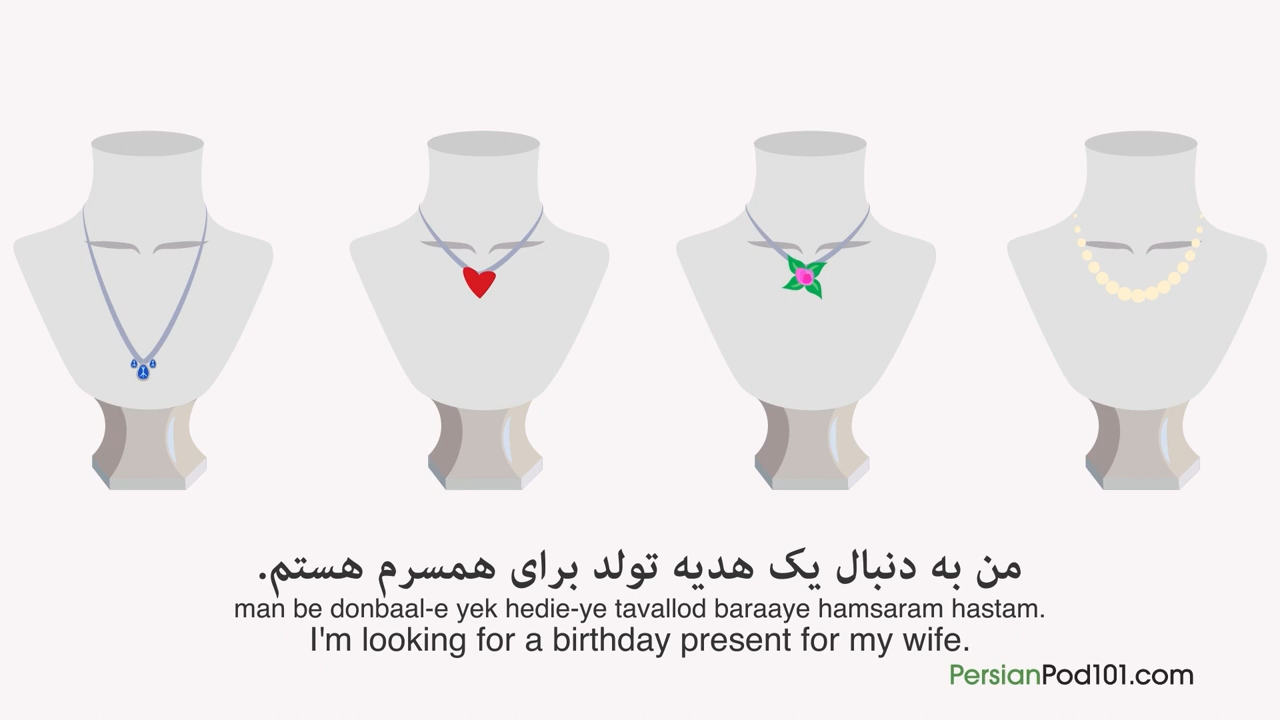 من به دنبال یک هدیه تولد برای همسرم هستم.
man be donbaal-e yek hedie-ye tavallod baraaye hamsaram hastam.
I'm looking for a birthday present for my wife.
PersianPod101.com